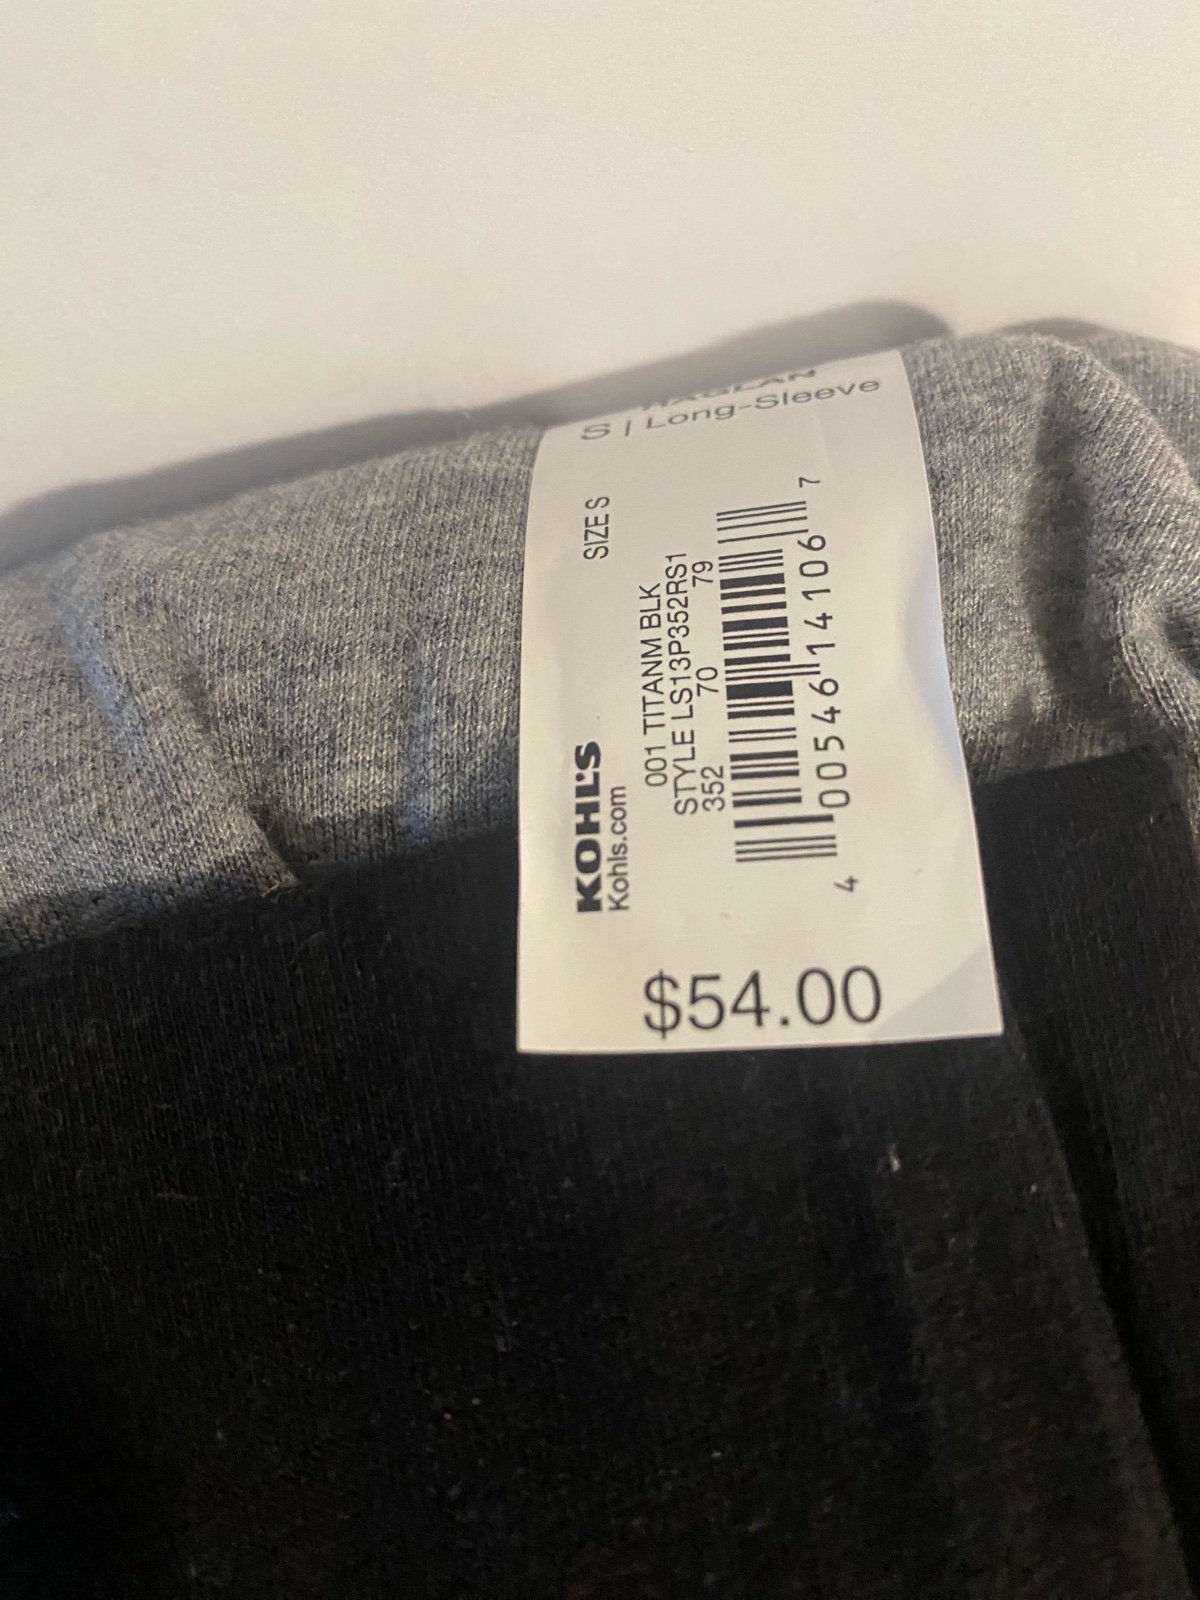 RAGLAN
S | Long-Sleeve
KOHL'S
Kohls.com
SIZE S
001 TITANM BLK
STYLE LS13P352RS1
352 70 79
4 00546 14106 7
$54.00